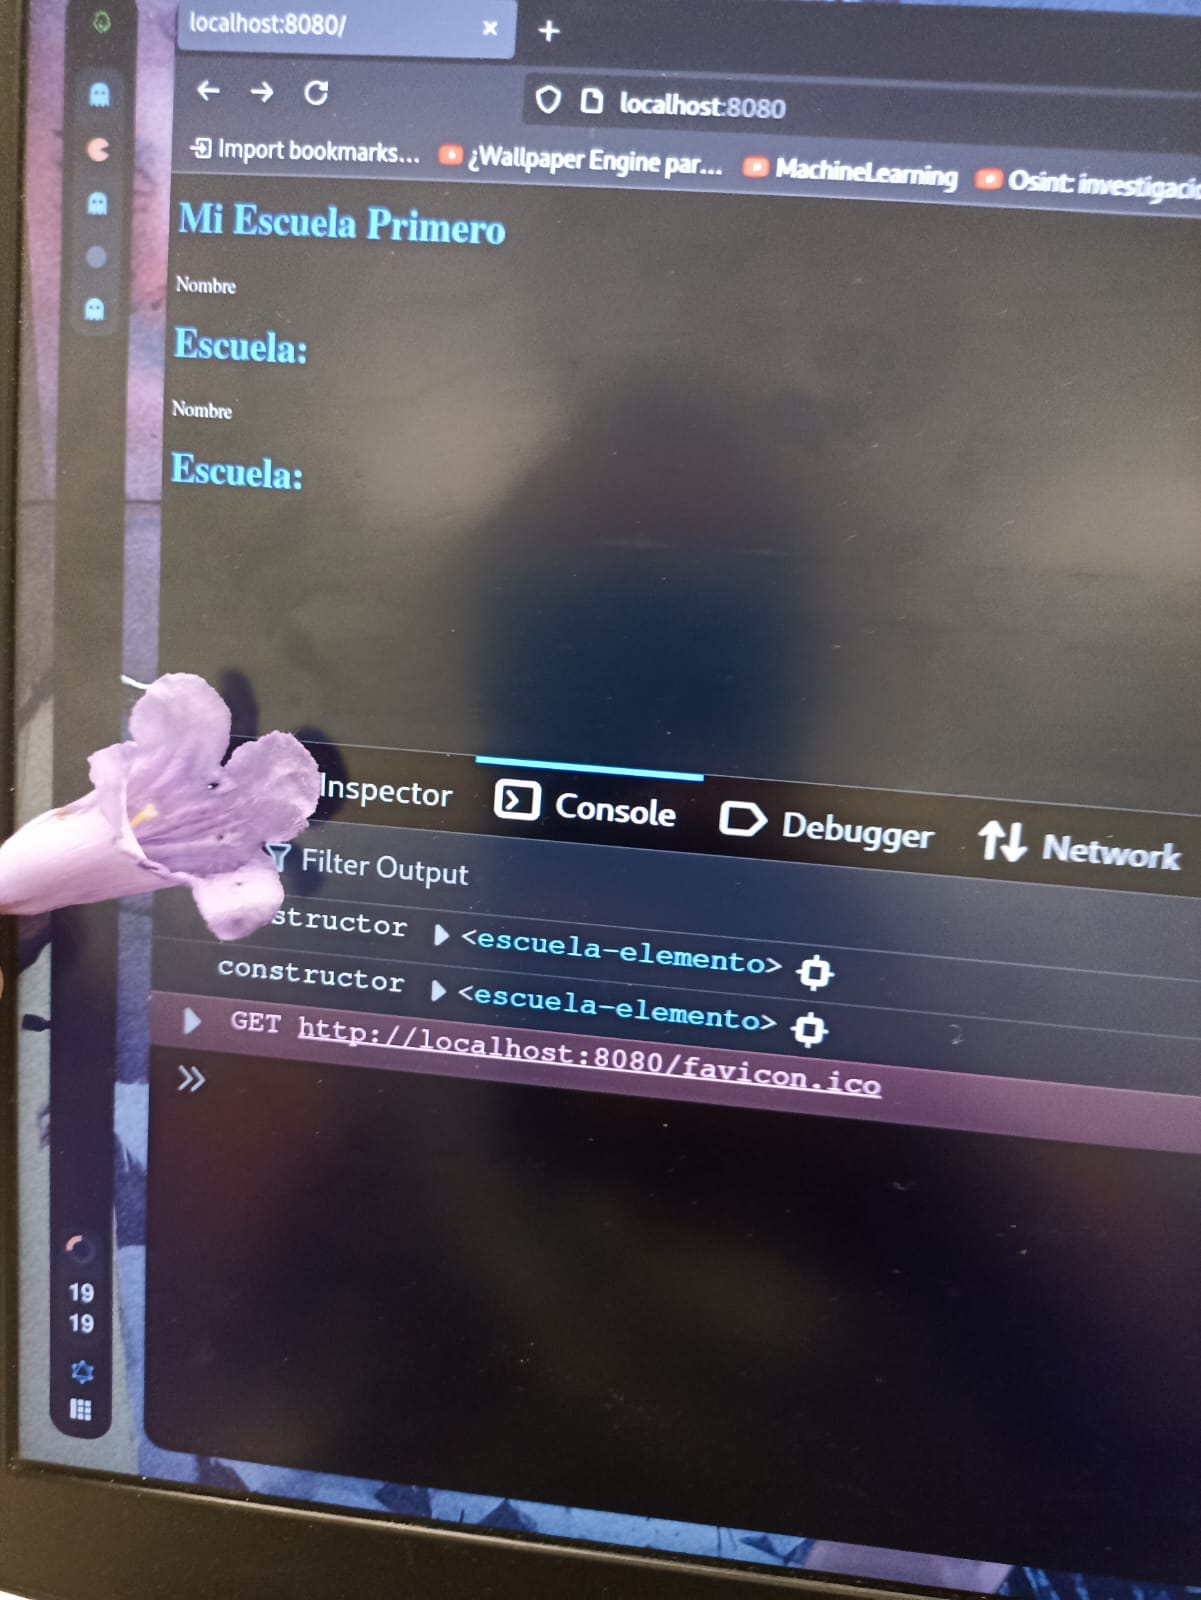 localhost:8080/
localhost:8080
Import bookmarks... ¿Wallpaper Engine par... MachineLearning Osint: investigacio
Mi Escuela Primero
Nombre
Escuela:
Nombre
Escuela:
Inspector Console Debugger Network
Filter Output
structor <escuela-elemento>
constructor <escuela-elemento>
GET http://localhost:8080/favicon.ico
19
19